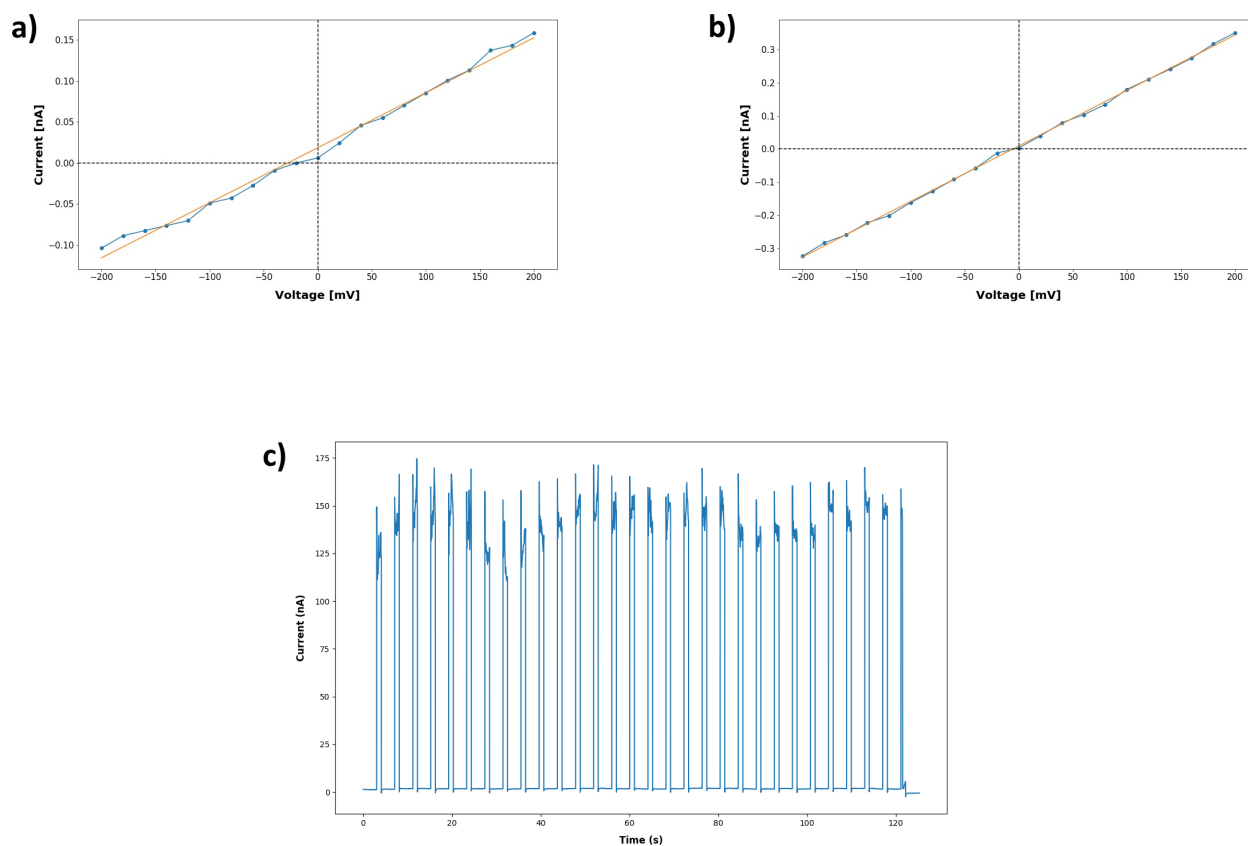 a)
0.15
0.10
0.05
0.00
−0.05
−0.10
Current [nA]
−200 −150 −100 −50 0 50 100 150 200
Voltage [mV]
b)
0.3
0.2
0.1
0.0
−0.1
−0.2
−0.3
Current [nA]
−200 −150 −100 −50 0 50 100 150 200
Voltage [mV]
c)
175
150
125
100
75
50
25
0
Current (nA)
0 20 40 60 80 100 120
Time (s)